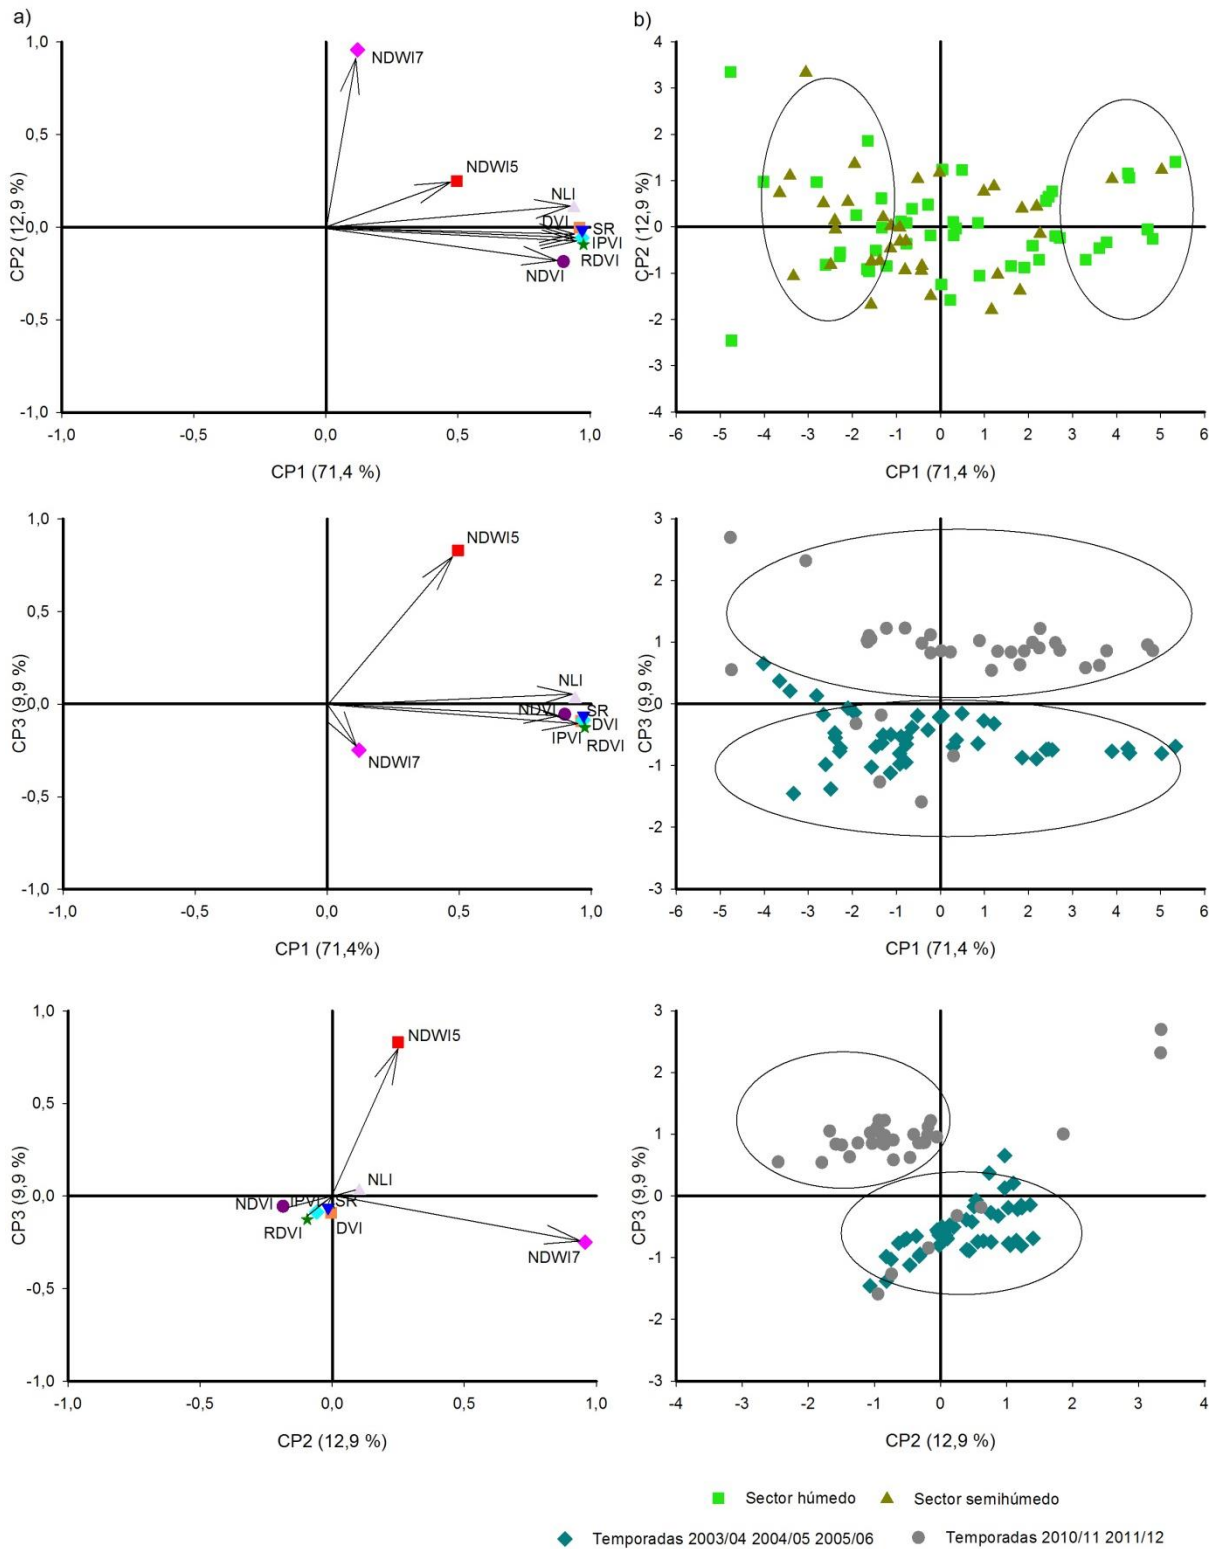 a)
1,0
0,5
0,0
-0,5
-1,0
CP2 (12,9 %)
NDWI7
NDWI5
NLI
DVI
SR
IPVI
RDVI
NDVI
-1,0 -0,5 0,0 0,5 1,0
CP1 (71,4 %)
b)
4
3
2
1
0
-1
-2
-3
-4
CP2 (12,9 %)
-6 -5 -4 -3 -2 -1 0 1 2 3 4 5 6
CP1 (71,4 %)
1,0
0,5
0,0
-0,5
-1,0
CP3 (9,9 %)
NDWI5
NLI
NDVI
SR
DVI
IPVI
RDVI
NDWI7
-1,0 -0,5 0,0 0,5 1,0
CP1 (71,4%)
3
2
1
0
-1
-2
-3
CP3 (9,9 %)
-6 -5 -4 -3 -2 -1 0 1 2 3 4 5 6
CP1 (71,4 %)
1,0
0,5
0,0
-0,5
-1,0
CP3 (9,9 %)
NDWI5
NLI
NDVI
IPVI
SR
RDVI
DVI
NDWI7
-1,0 -0,5 0,0 0,5 1,0
CP2 (12,9 %)
3
2
1
0
-1
-2
-3
CP3 (9,9 %)
-4 -3 -2 -1 0 1 2 3 4
CP2 (12,9 %)
Sector húmedo Sector semihúmedo
Temporadas 2003/04 2004/05 2005/06 Temporadas 2010/11 2011/12